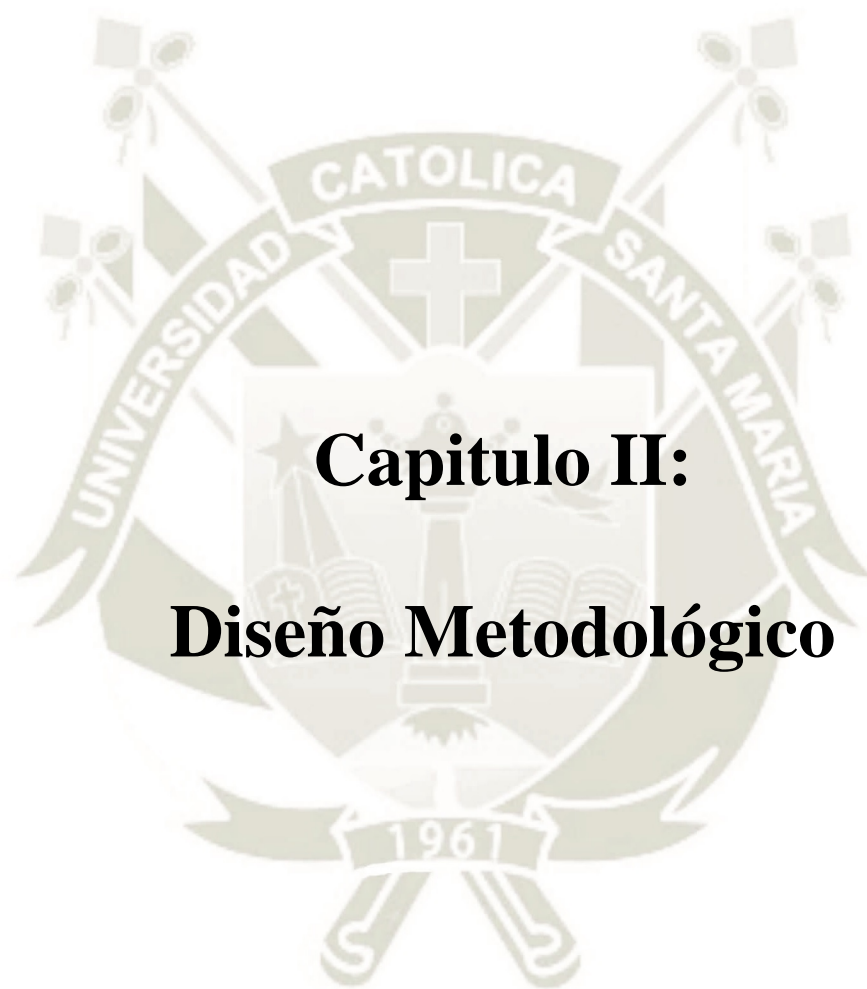 CATOLICA
UNIVERSIDAD
SANTA MARIA
Capitulo II:
Diseño Metodológico
1961